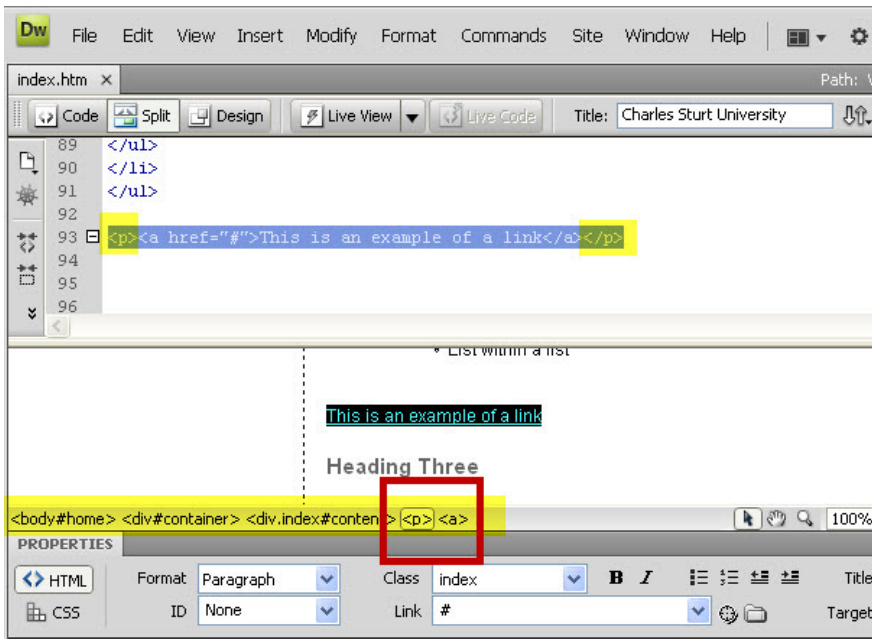 Dw File Edit View Insert Modify Format Commands Site Window Help
index.htm × Path:
Code Split Design Live View Live Code Title: Charles Sturt University
89 </ul>
90 </li>
91 </ul>
92
93 <p><a href="#">This is an example of a link</a></p>
94
95
96
• List within a list
This is an example of a link
Heading Three
<body#home> <div#container> <div.index#conten > <p> <a> 100%
PROPERTIES
<> HTML Format Paragraph Class index B I Title
CSS ID None Link # Target